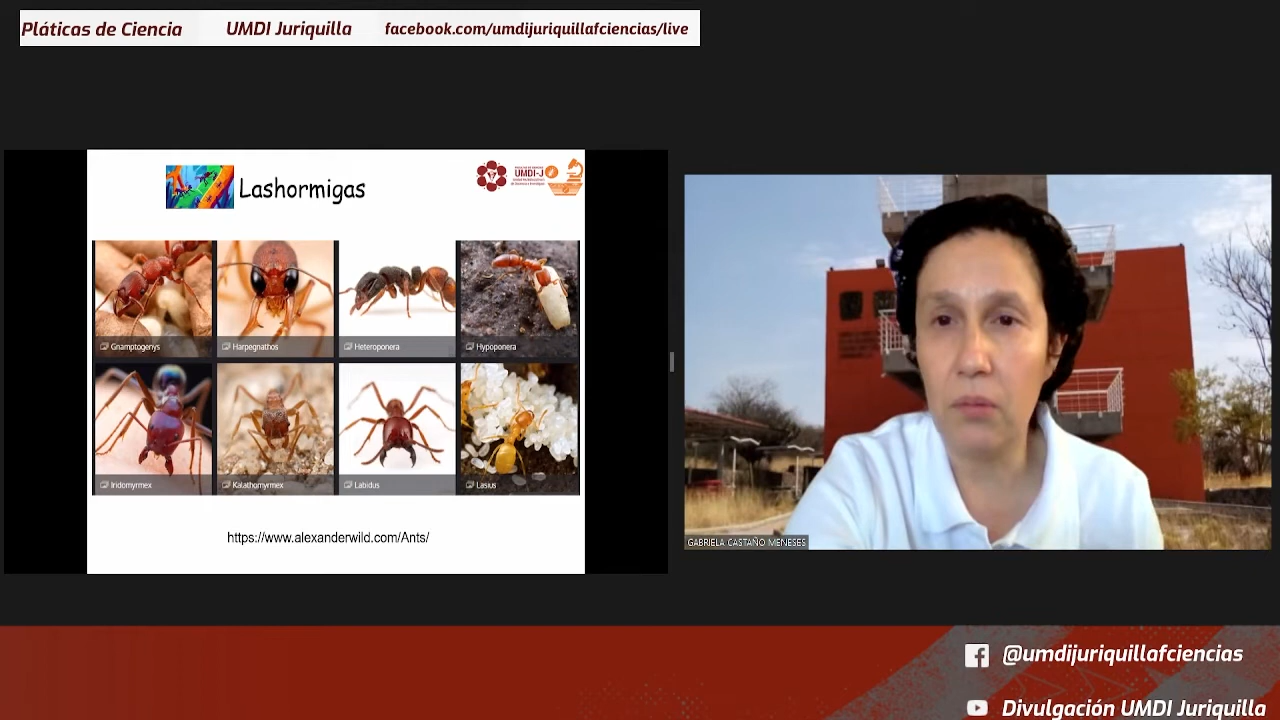 Pláticas de Ciencia UMDI Juriquilla facebook.com/umdijuriquillafciencias/live
Lashormigas
UMDI-J
Gnamptogenys Harpegnathos Heteroponera Hypoponera
Iridomyrmex Kalathomyrmex Labidus Lasius
https://www.alexanderwild.com/Ants/
GABRIELA CASTAÑO MENESES
@umdijuriquillafciencias
Divulgación UMDI Juriquilla